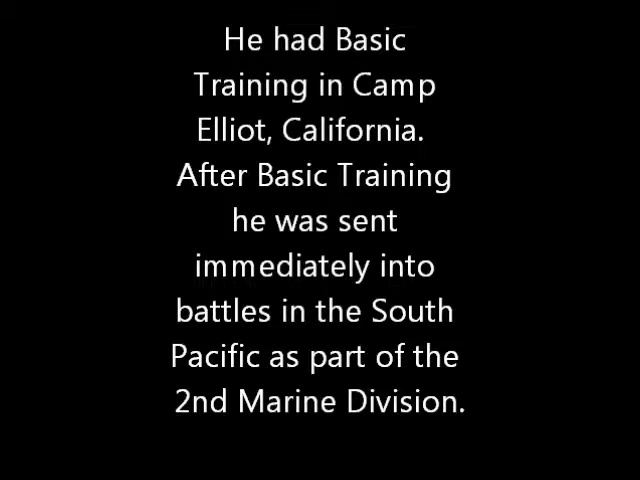 He had Basic
Training in Camp
Elliot, California.
After Basic Training
he was sent
immediately into
battles in the South
Pacific as part of the
2nd Marine Division.